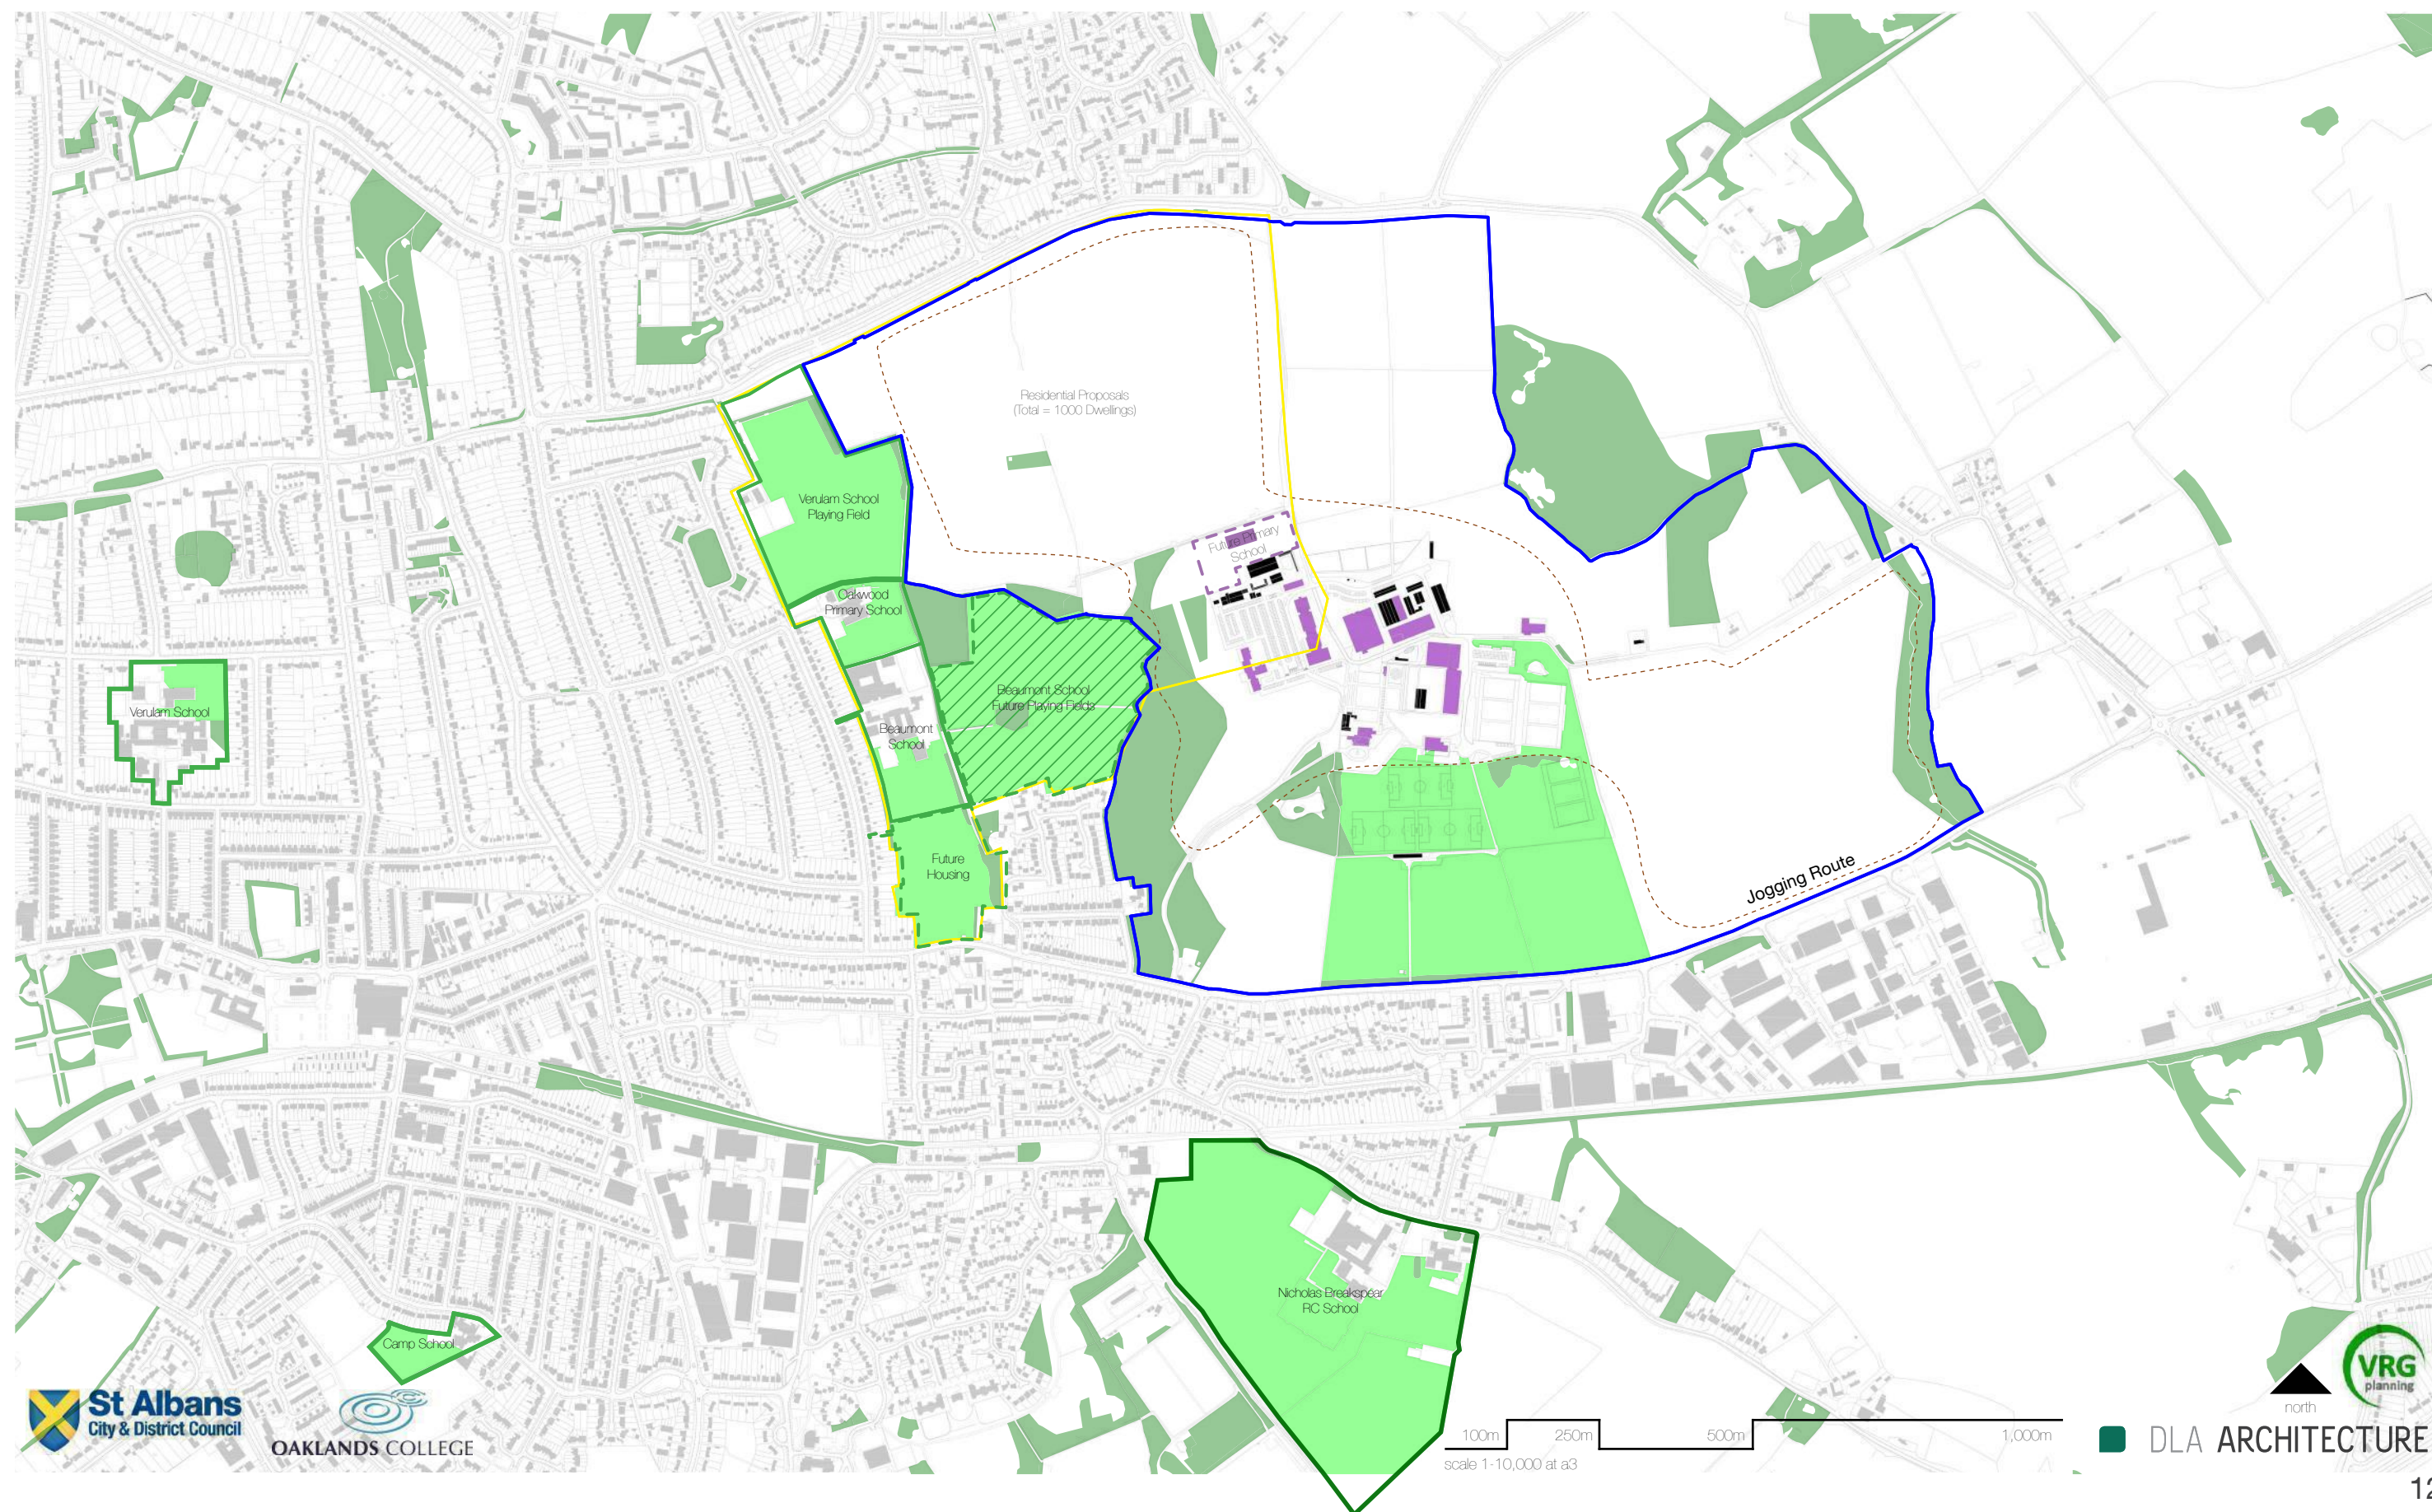 Residential Proposals
(Total = 1000 Dwellings)
Verulam School
Playing Field
Future Primary
School
Oakwood
Primary School
Beaumont School
Future Playing Fields
Verulam School
Beaumont
School
Future
Housing
Jogging Route
Nicholas Breakspear
RC School
Camp School
St Albans
City & District Council
OAKLANDS COLLEGE
100m
250m
500m
1,000m
scale 1-10,000 at a3
north
VRG
planning
DLA ARCHITECTURE
12